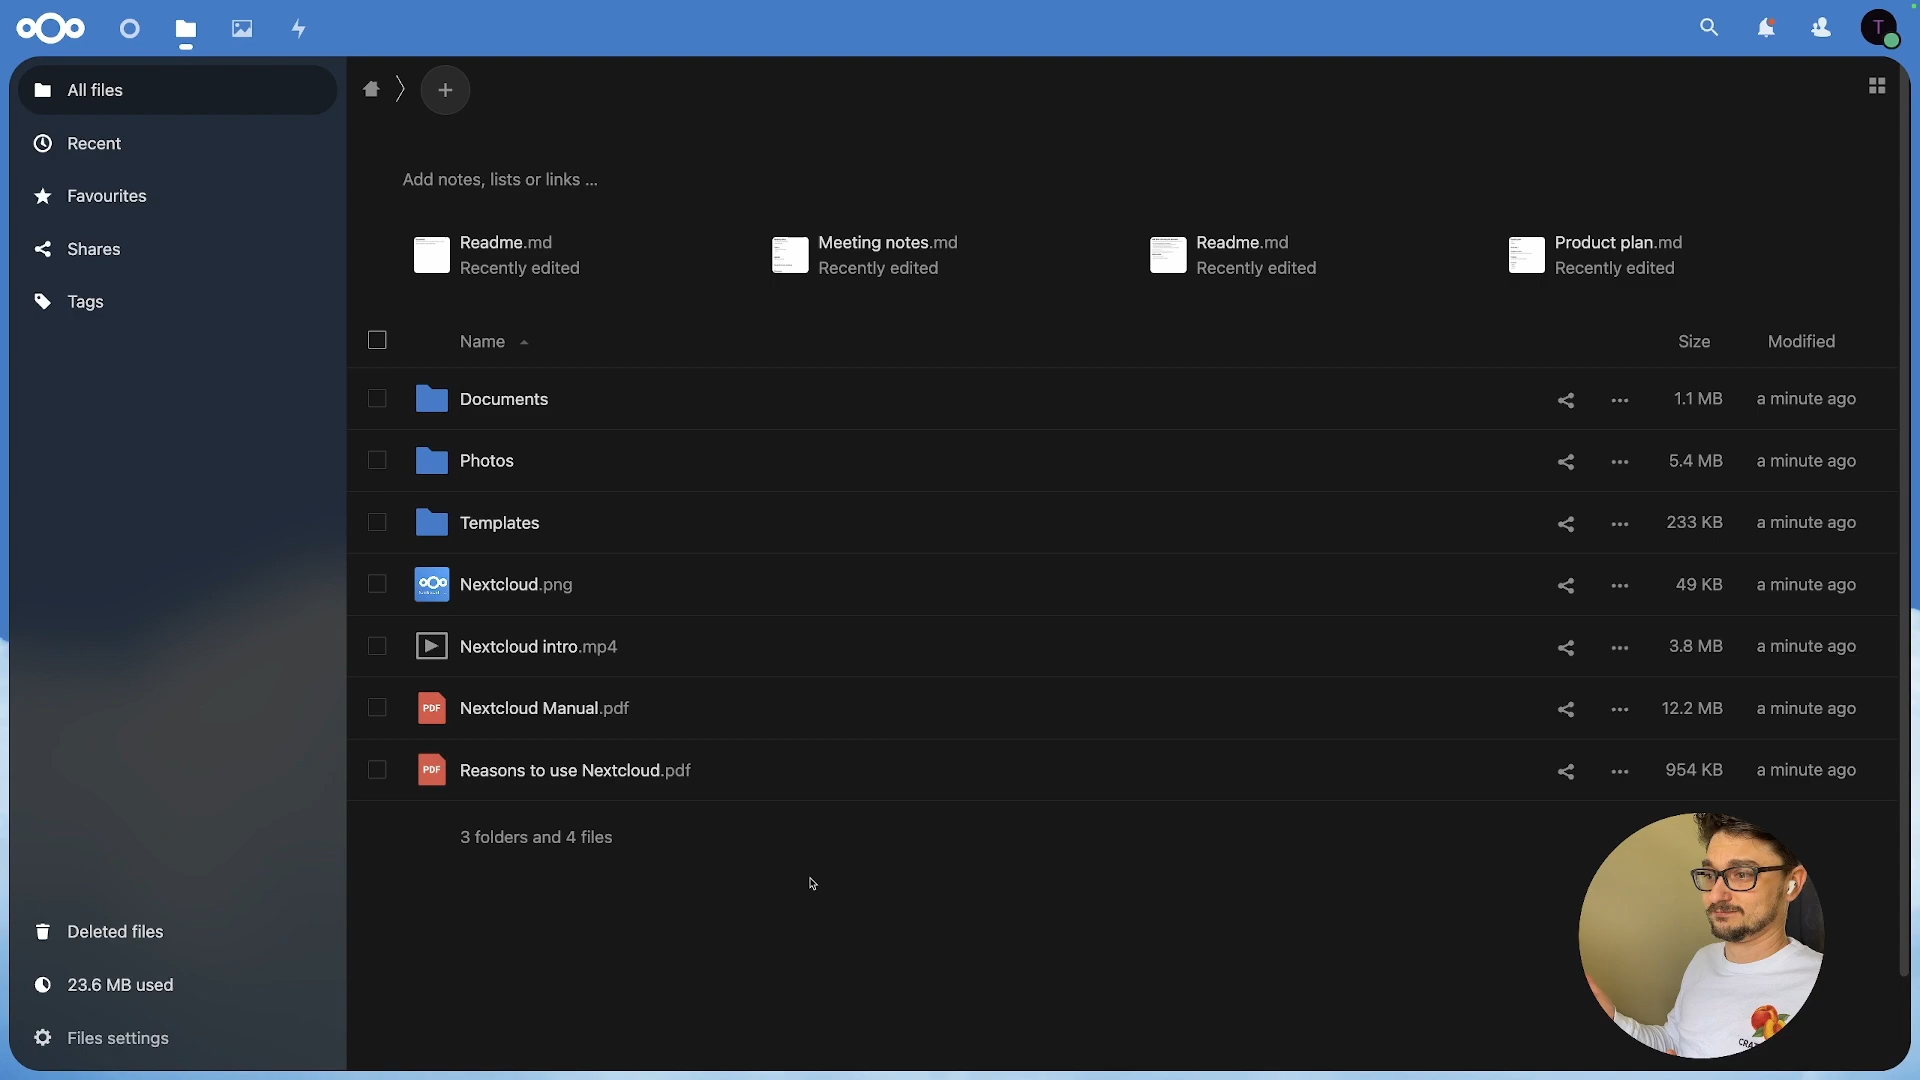 T
All files
Recent
Favourites
Shares
Tags
Add notes, lists or links ...
Readme.md
Recently edited
Meeting notes.md
Recently edited
Readme.md
Recently edited
Product plan.md
Recently edited
Name Size Modified
Documents 1.1 MB a minute ago
Photos 5.4 MB a minute ago
Templates 233 KB a minute ago
Nextcloud.png 49 KB a minute ago
Nextcloud intro.mp4 3.8 MB a minute ago
PDF Nextcloud Manual.pdf 12.2 MB a minute ago
PDF Reasons to use Nextcloud.pdf 954 KB a minute ago
3 folders and 4 files
Deleted files
23.6 MB used
Files settings